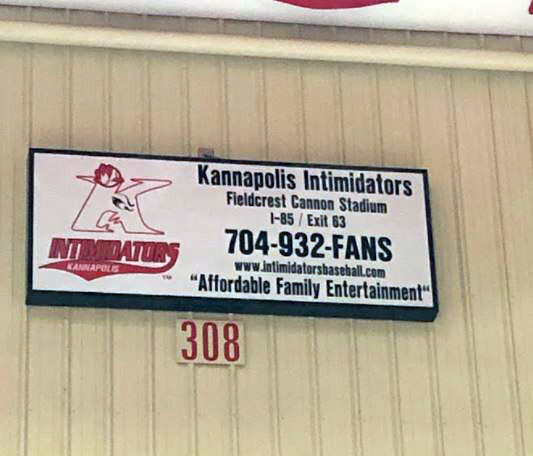 K
INTIMIDATORS
KANNAPOLIS
TM
Kannapolis Intimidators
Fieldcrest Cannon Stadium
I-85 / Exit 63
704-932-FANS
www.intimidatorsbaseball.com
"Affordable Family Entertainment"
308